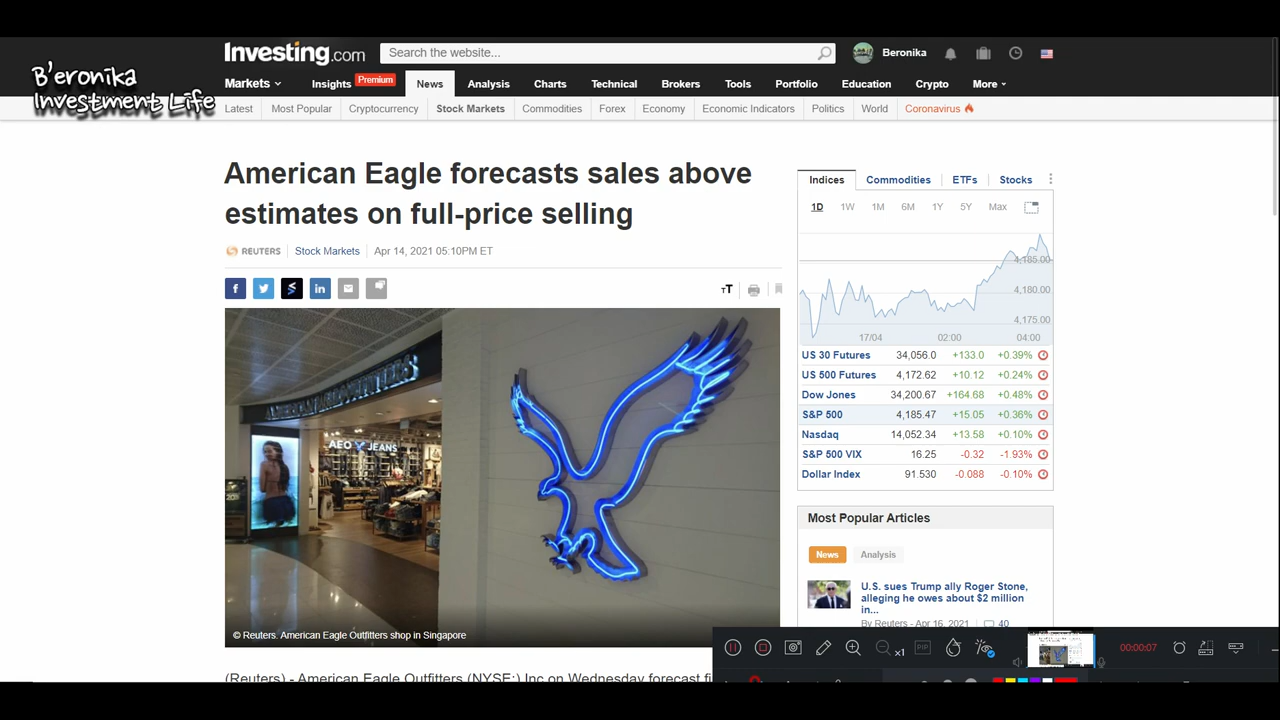 B'eronika
Investment Life
Investing.com
Search the website...
Beronika
Markets
Insights
Premium
News
Analysis
Charts
Technical
Brokers
Tools
Portfolio
Education
Crypto
More
Latest
Most Popular
Cryptocurrency
Stock Markets
Commodities
Forex
Economy
Economic Indicators
Politics
World
Coronavirus
American Eagle forecasts sales above
estimates on full-price selling
REUTERS
Stock Markets
Apr 14, 2021 05:10PM ET
TT
AMERICAN EAGLE OUTFITTERS
AEO JEANS
© Reuters. American Eagle Outfitters shop in Singapore
(Reuters) - American Eagle Outfitters (NYSE:) Inc on Wednesday forecast
Indices
Commodities
ETFs
Stocks
1D
1W
1M
6M
1Y
5Y
Max
4,185.00
4,180.00
4,175.00
17/04
02:00
04:00
US 30 Futures 34,056.0 +133.0 +0.39%
US 500 Futures 4,172.62 +10.12 +0.24%
Dow Jones 34,200.67 +164.68 +0.48%
S&P 500 4,185.47 +15.05 +0.36%
Nasdaq 14,052.34 +13.58 +0.10%
S&P 500 VIX 16.25 -0.32 -1.93%
Dollar Index 91.530 -0.088 -0.10%
Most Popular Articles
News
Analysis
U.S. sues Trump ally Roger Stone,
alleging he owes about $2 million
in...
By Reuters - Apr 16, 2021
40
x1
PIP
00:00:07